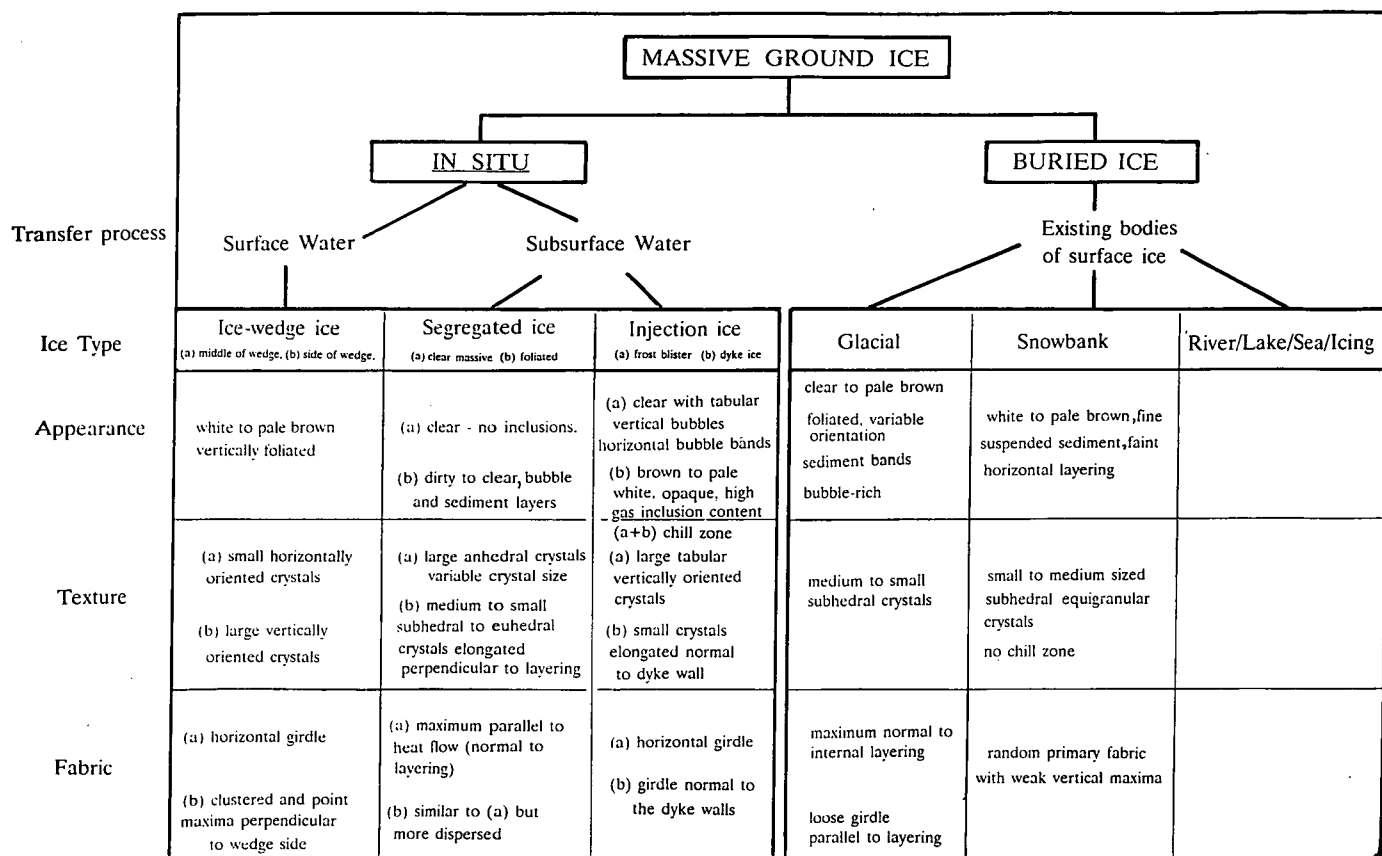 MASSIVE GROUND ICE
IN SITU
BURIED ICE
Transfer process
Surface Water
Subsurface Water
Existing bodies
of surface ice
Ice Type
Ice-wedge ice
(a) middle of wedge, (b) side of wedge.
Segregated ice
(a) clear massive (b) foliated
Injection ice
(a) frost blister (b) dyke ice
Glacial
Snowbank
River/Lake/Sea/Icing
Appearance
white to pale brown
vertically foliated
(a) clear - no inclusions.
(b) dirty to clear, bubble
and sediment layers
(a) clear with tabular
vertical bubbles
horizontal bubble bands
(b) brown to pale
white, opaque, high
gas inclusion content
clear to pale brown
foliated, variable
orientation
sediment bands
bubble-rich
white to pale brown, fine
suspended sediment, faint
horizontal layering
Texture
(a) small horizontally
oriented crystals
(b) large vertically
oriented crystals
(a) large anhedral crystals
variable crystal size
(b) medium to small
subhedral to euhedral
crystals elongated
perpendicular to layering
(a+b) chill zone
(a) large tabular
vertically oriented
crystals
(b) small crystals
elongated normal
to dyke wall
medium to small
subhedral crystals
small to medium sized
subhedral equigranular
crystals
no chill zone
Fabric
(a) horizontal girdle
(b) clustered and point
maxima perpendicular
to wedge side
(a) maximum parallel to
heat flow (normal to
layering)
(b) similar to (a) but
more dispersed
(a) horizontal girdle
(b) girdle normal to
the dyke walls
maximum normal to
internal layering
loose girdle
parallel to layering
random primary fabric
with weak vertical maxima